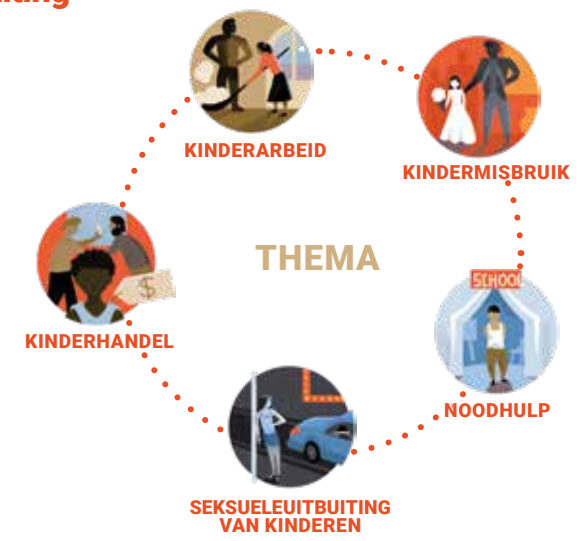 KINDERARBEID
KINDERMISBRUIK
THEMA
SCHOOL
$
KINDERHANDEL
NOODHULP
SEKSUELEUITBUITING
VAN KINDEREN